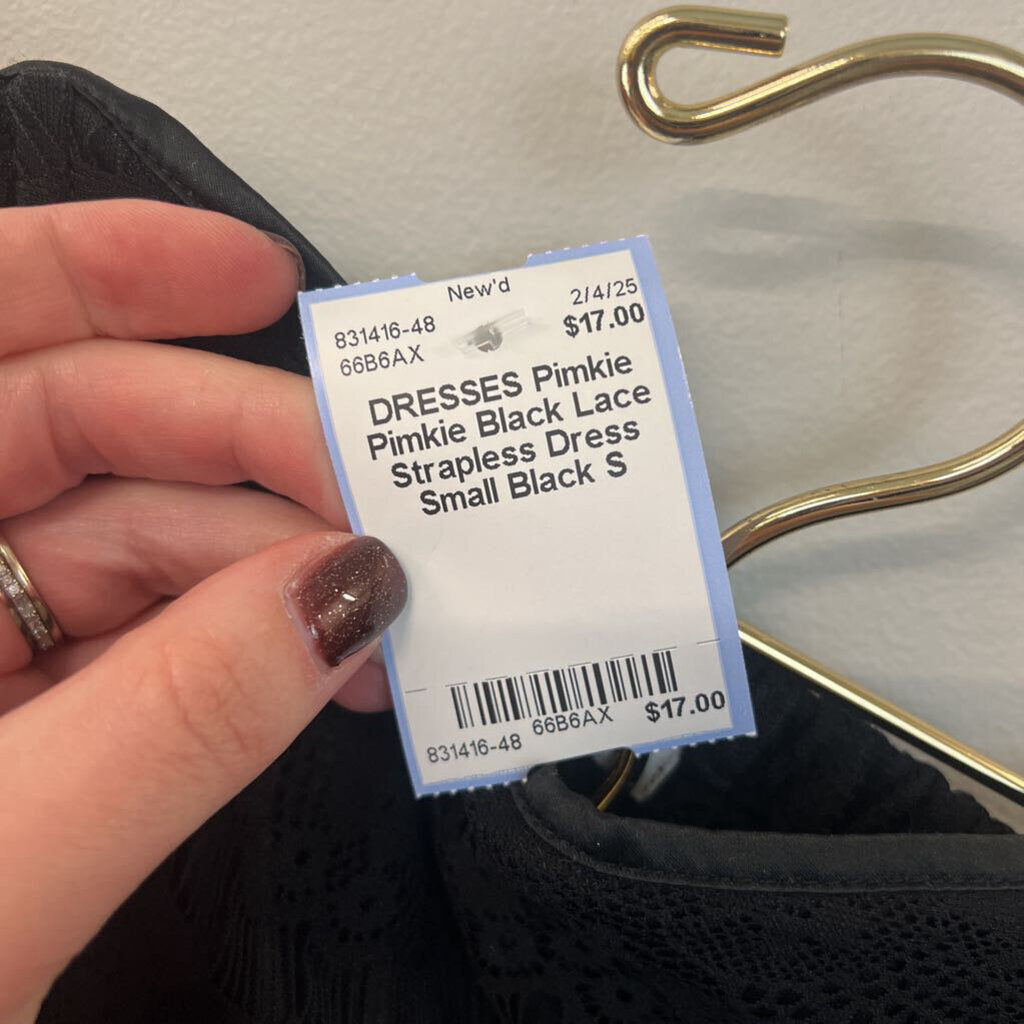 New'd
831416-48 2/4/25
66B6AX $17.00
DRESSES Pimkie
Pimkie Black Lace
Strapless Dress
Small Black S
831416-48 66B6AX $17.00